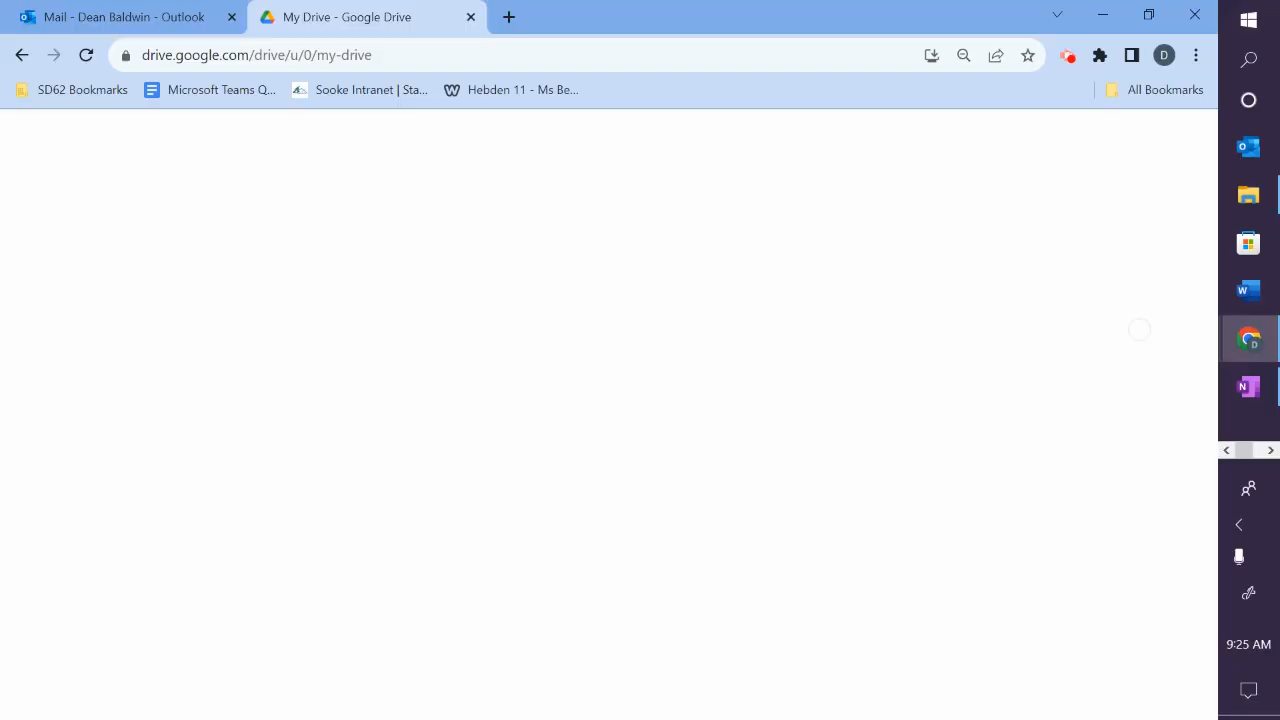 Mail - Dean Baldwin - Outlook
My Drive - Google Drive
drive.google.com/drive/u/0/my-drive
D
SD62 Bookmarks
Microsoft Teams Q...
Sooke Intranet | Sta...
Hebden 11 - Ms Be...
All Bookmarks
9:25 AM